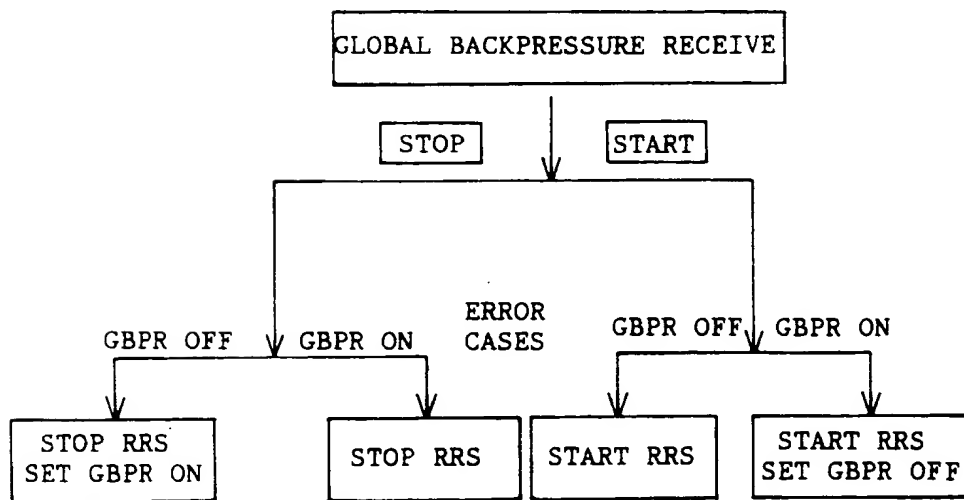 GLOBAL BACKPRESSURE RECEIVE
STOP
START
ERROR
CASES
GBPR OFF
GBPR ON
GBPR OFF
GBPR ON
STOP RRS
SET GBPR ON
STOP RRS
START RRS
START RRS
SET GBPR OFF